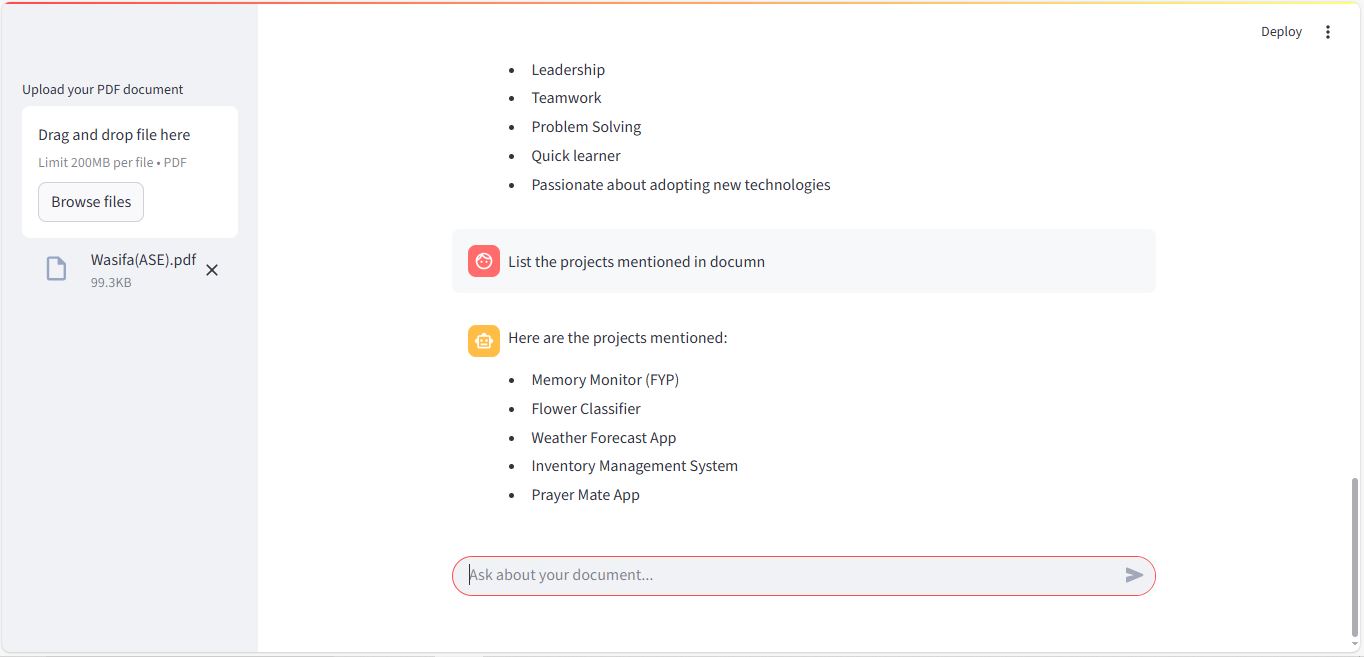 Deploy
Upload your PDF document
Drag and drop file here
Limit 200MB per file • PDF
Browse files
Wasifa(ASE).pdf
99.3KB
• Leadership
• Teamwork
• Problem Solving
• Quick learner
• Passionate about adopting new technologies
List the projects mentioned in documn
Here are the projects mentioned:
• Memory Monitor (FYP)
• Flower Classifier
• Weather Forecast App
• Inventory Management System
• Prayer Mate App
Ask about your document...